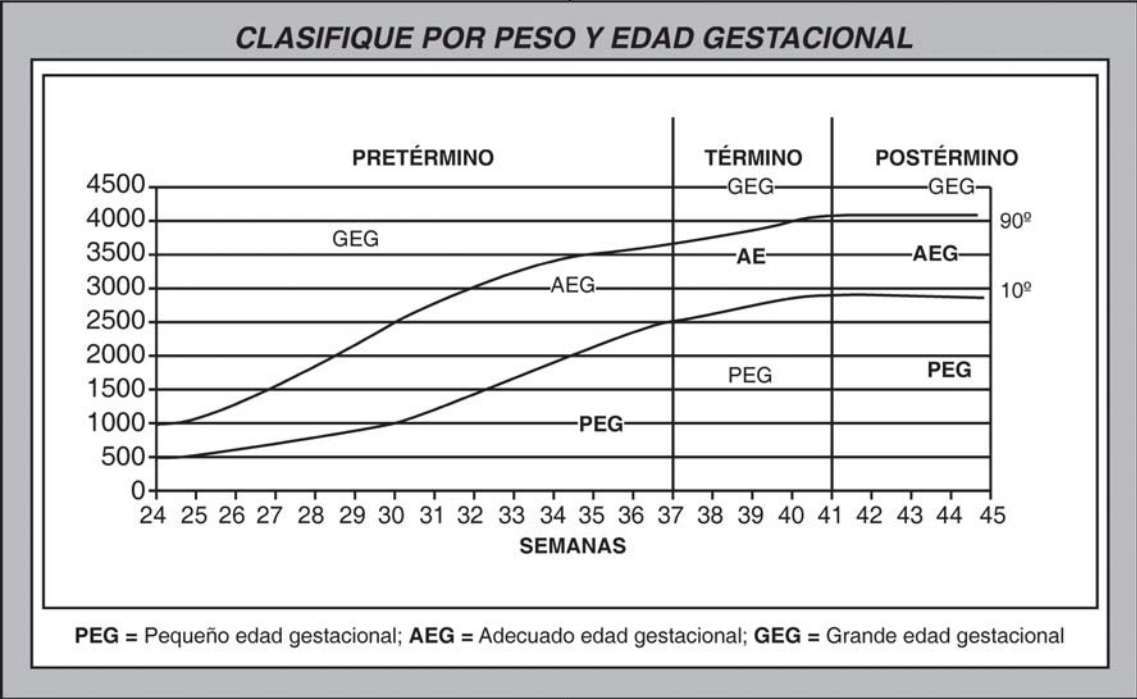 CLASIFIQUE POR PESO Y EDAD GESTACIONAL
PRETÉRMINO TÉRMINO POSTÉRMINO
4500 GEG GEG
4000 90º
GEG
3500 AE AEG
3000 AEG 10º
2500
2000
PEG PEG
1500
1000 PEG
500
0
24 25 26 27 28 29 30 31 32 33 34 35 36 37 38 39 40 41 42 43 44 45
SEMANAS
PEG = Pequeño edad gestacional; AEG = Adecuado edad gestacional; GEG = Grande edad gestacional